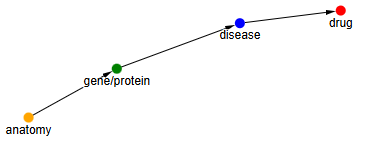 drug
disease
gene/protein
anatomy